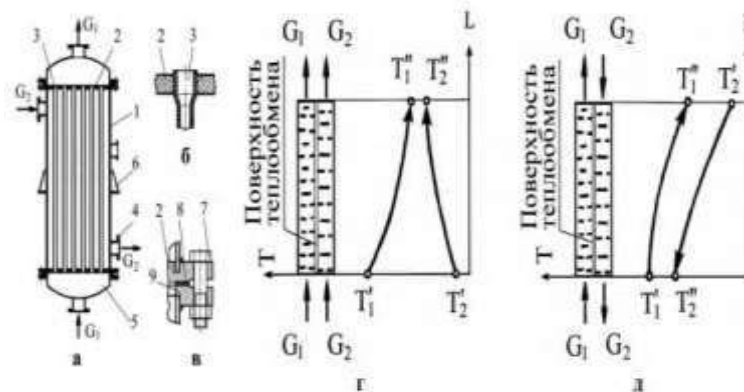 G₁
3 2
G₂
1
6
4
G₂
5
G₁
а
2 3
б
2 8 7
9
в
G₁ G₂
L
T₁" T₂"
Поверхность
теплообмена
T
T₁' T₂'
G₁ G₂
г
G₁ G₂
T₁" T₂'
Поверхность
теплообмена
T
T₁' T₂"
G₁ G₂
д